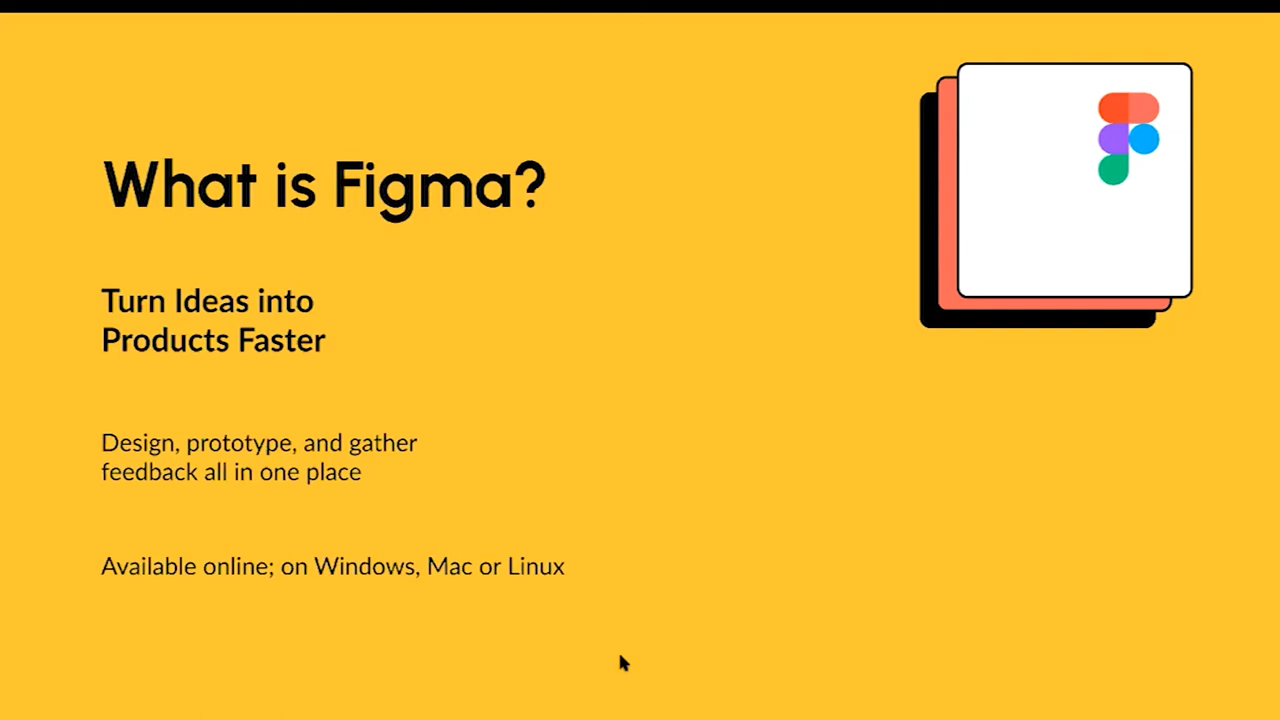 What is Figma?
Turn Ideas into
Products Faster
Design, prototype, and gather
feedback all in one place
Available online; on Windows, Mac or Linux